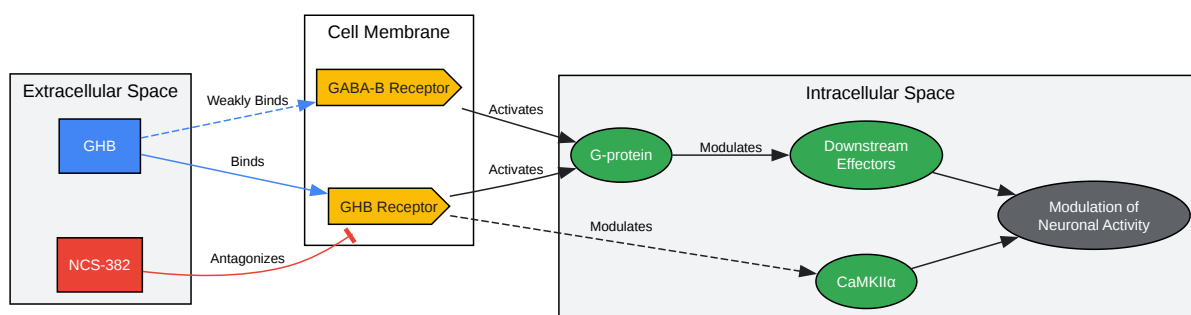 Cell Membrane
Extracellular Space
GABA-B Receptor
Weakly Binds
GHB
Binds
GHB Receptor
NCS-382
Antagonizes
Activates
Activates
Modulates
Intracellular Space
G-protein
Modulates
Downstream
Effectors
CaMKIIα
Modulation of
Neuronal Activity